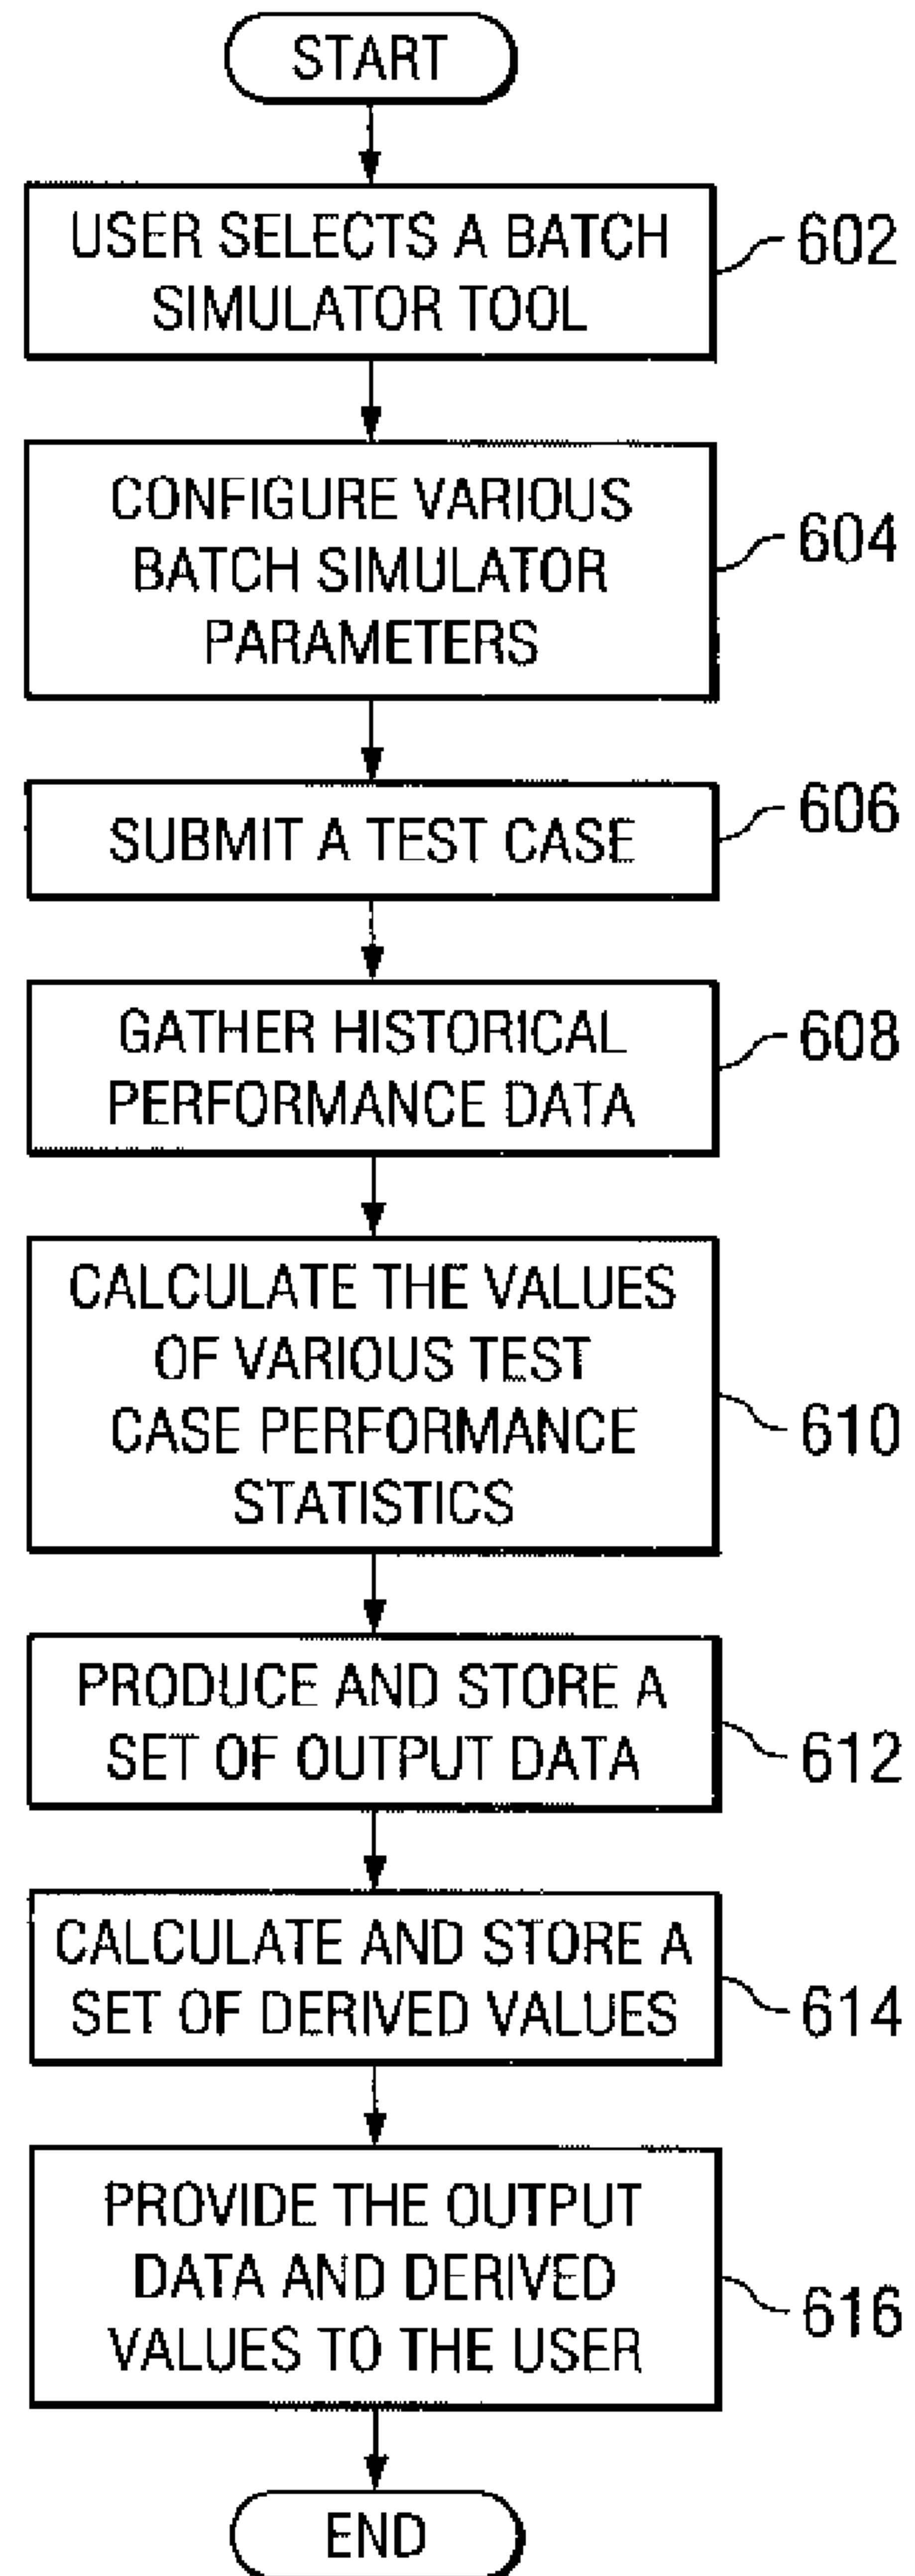 START
USER SELECTS A BATCH
SIMULATOR TOOL
602
CONFIGURE VARIOUS
BATCH SIMULATOR
PARAMETERS
604
SUBMIT A TEST CASE
606
GATHER HISTORICAL
PERFORMANCE DATA
608
CALCULATE THE VALUES
OF VARIOUS TEST
CASE PERFORMANCE
STATISTICS
610
PRODUCE AND STORE A
SET OF OUTPUT DATA
612
CALCULATE AND STORE A
SET OF DERIVED VALUES
614
PROVIDE THE OUTPUT
DATA AND DERIVED
VALUES TO THE USER
616
END